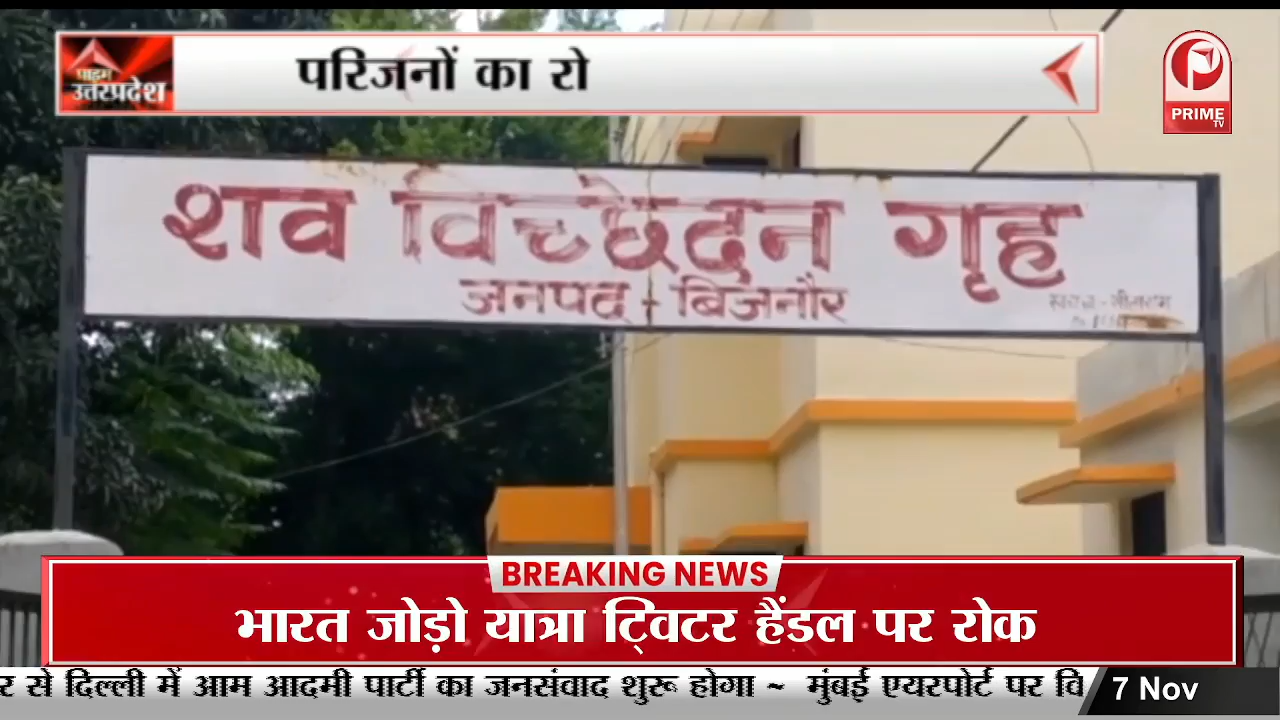 प्राइम
उत्तरप्रदेश
परिजनों का रो
PRIME
TV
शव विच्छेदन गृह
जनपद - बिजनौर
BREAKING NEWS
भारत जोड़ो यात्रा ट्विटर हैंडल पर रोक
र से दिल्ली में आम आदमी पार्टी का जनसंवाद शुरू होगा ~ मुंबई एयरपोर्ट पर वि
7 Nov